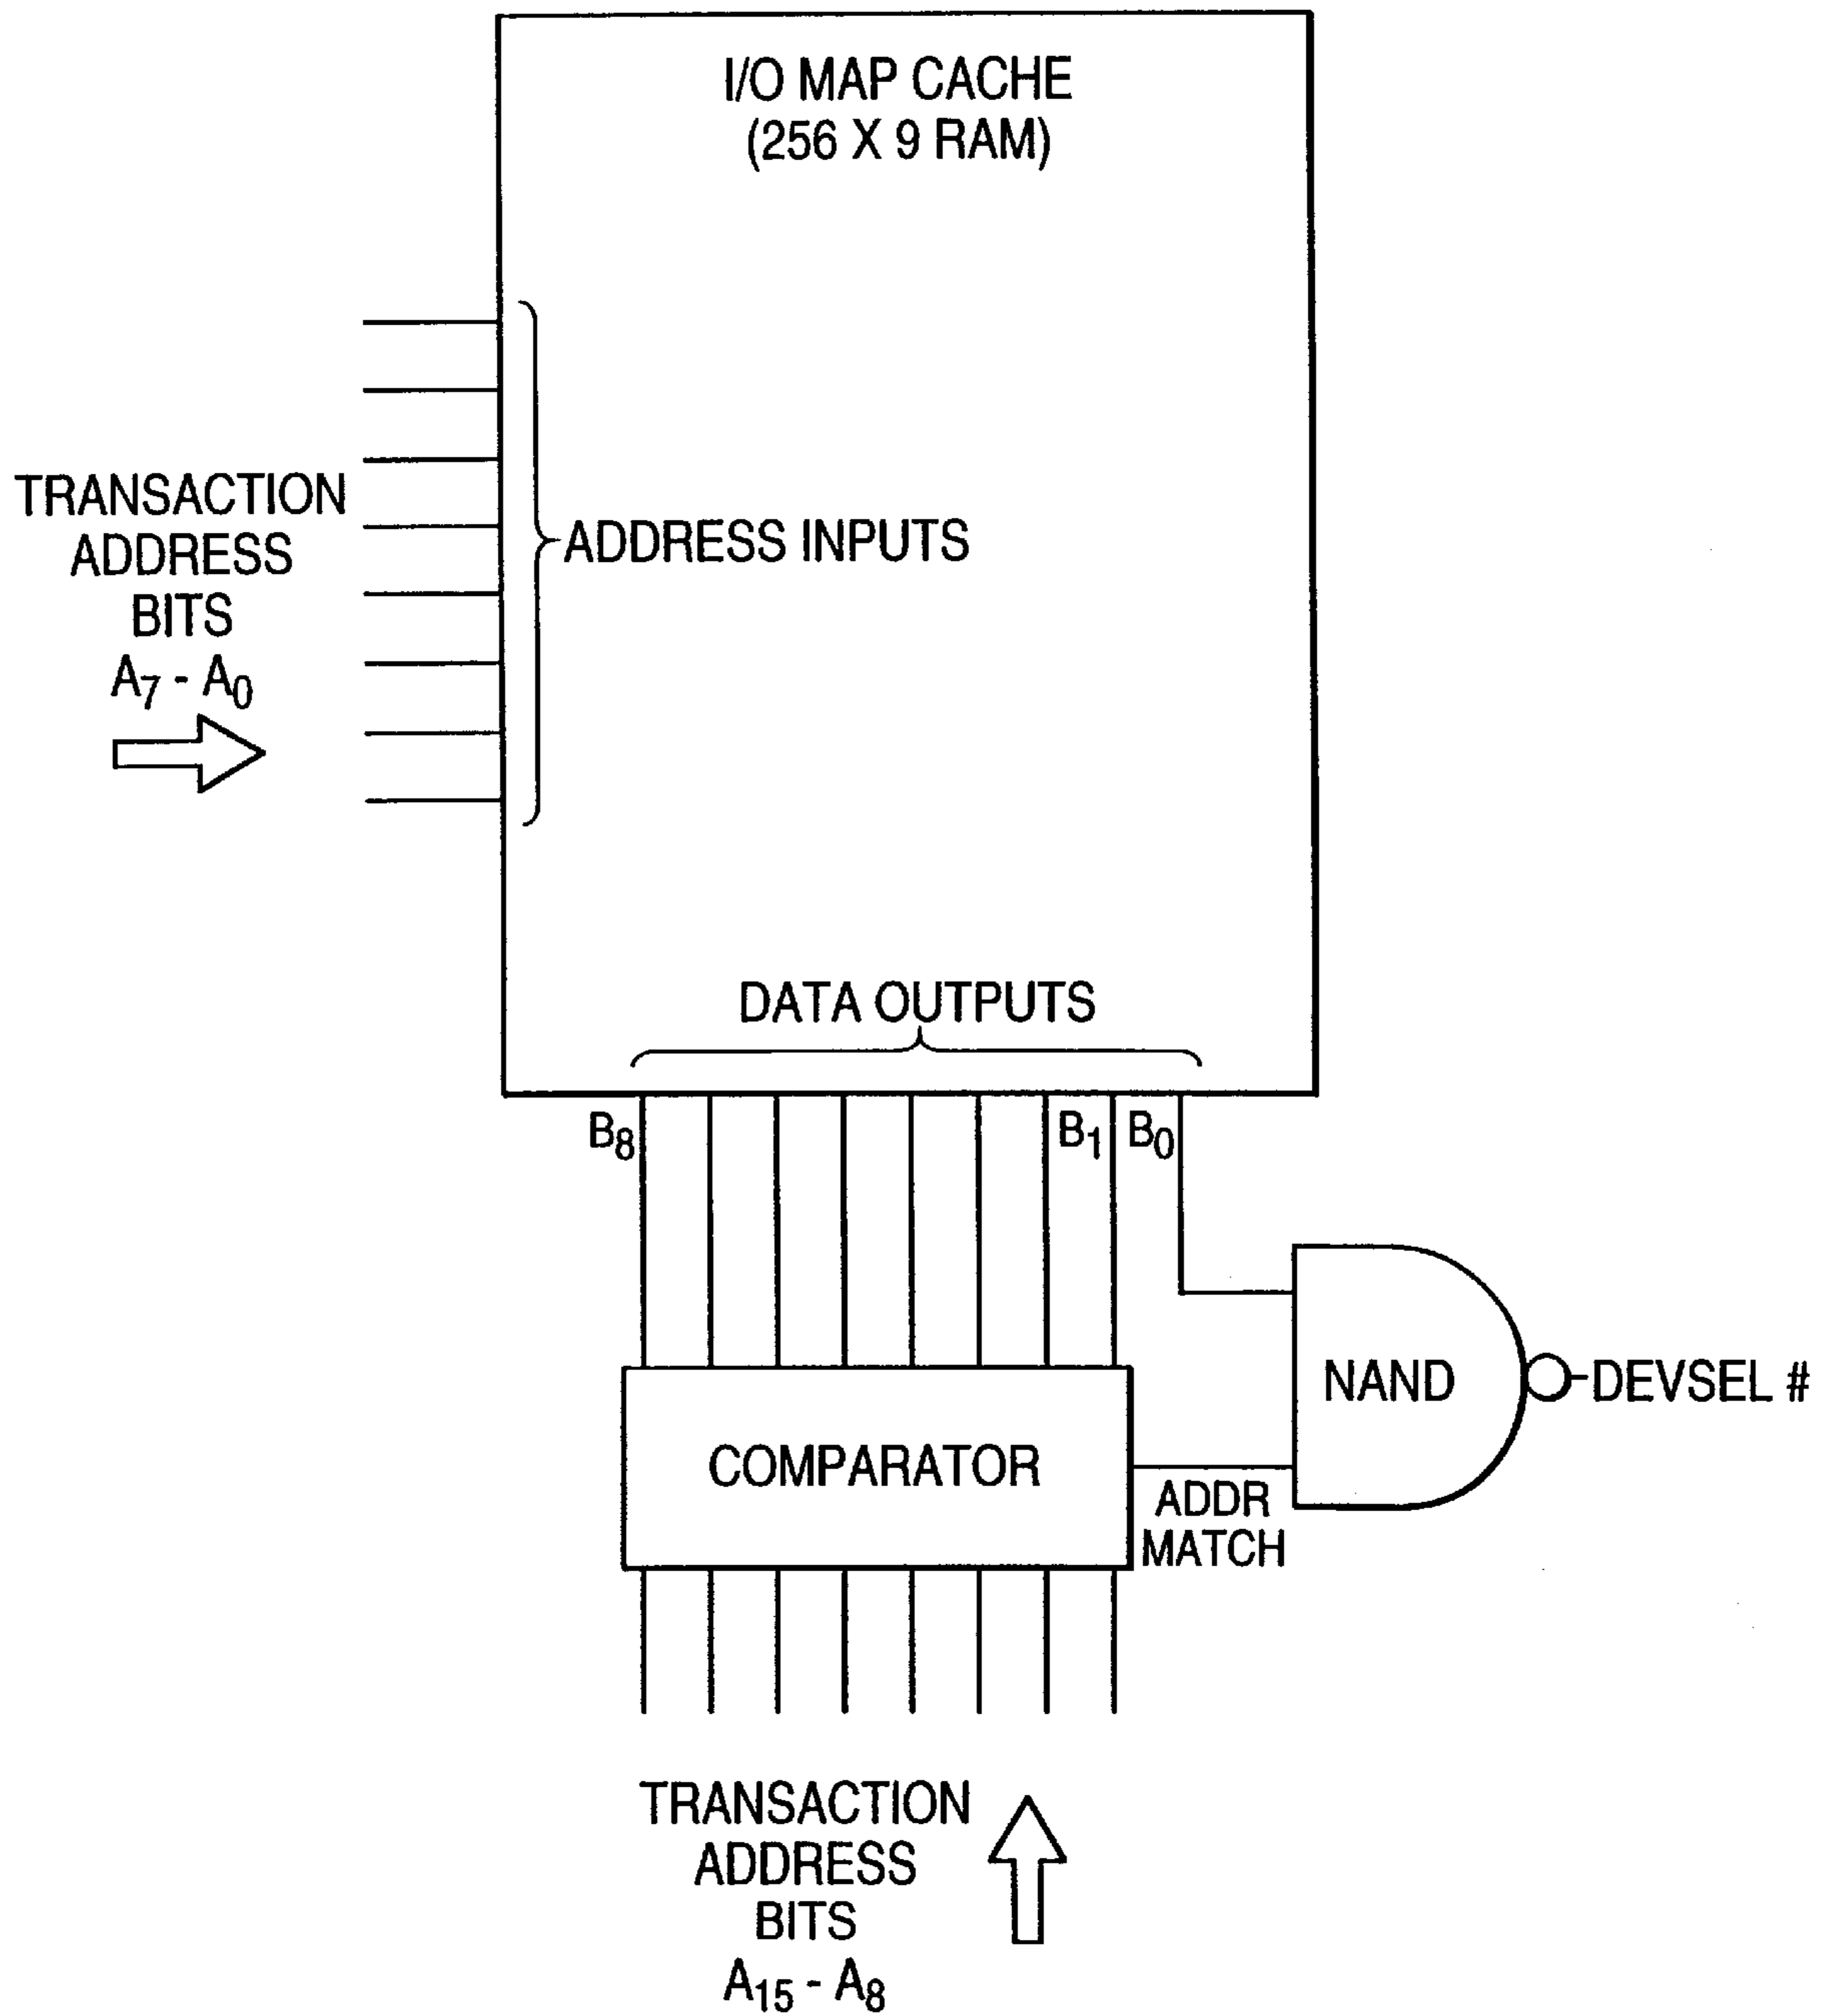 I/O MAP CACHE
(256 X 9 RAM)
TRANSACTION
ADDRESS
BITS
A₇ - A₀
ADDRESS INPUTS
DATA OUTPUTS
B₈
B₁
B₀
NAND
DEVSEL #
COMPARATOR
ADDR
MATCH
TRANSACTION
ADDRESS
BITS
A₁₅ - A₈